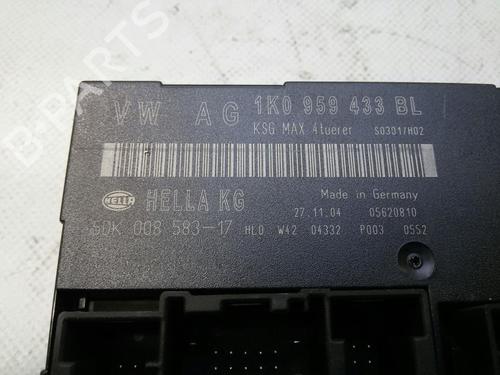 VW AG 1K0 959 433 BL
KSG MAX 4tuerer S0301/H02
HELLA HELLA KG Made in Germany
27.11.04 05620810
5DK 008 583-17 HLO W42 04332 P003 0552
B-PARTS